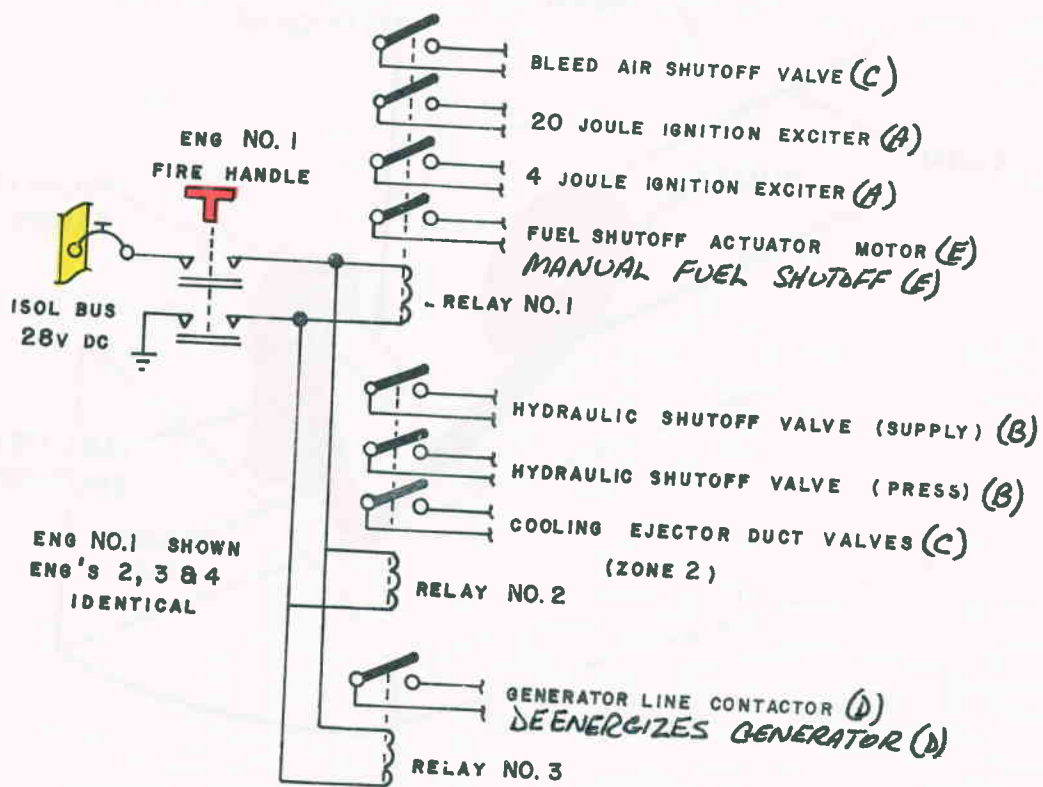 BLEED AIR SHUTOFF VALVE (C)
20 JOULE IGNITION EXCITER (A)
4 JOULE IGNITION EXCITER (A)
FUEL SHUTOFF ACTUATOR MOTOR (E)
MANUAL FUEL SHUTOFF (E)
ENG NO. 1
FIRE HANDLE
ISOL BUS
28V DC
RELAY NO. 1
HYDRAULIC SHUTOFF VALVE (SUPPLY) (B)
HYDRAULIC SHUTOFF VALVE (PRESS) (B)
COOLING EJECTOR DUCT VALVES (C)
(ZONE 2)
RELAY NO. 2
ENG NO. 1 SHOWN
ENG'S 2, 3 & 4
IDENTICAL
GENERATOR LINE CONTACTOR (D)
DEENERGIZES GENERATOR (D)
RELAY NO. 3